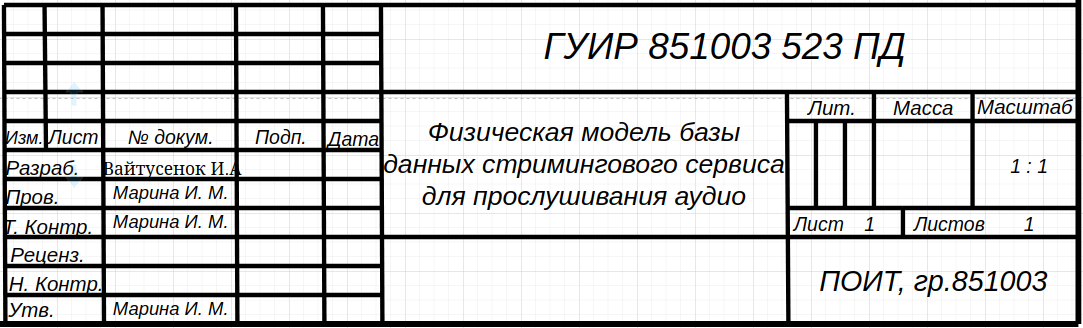 ГУИР 851003 523 ПД
Лит. Масса Масштаб
Изм. Лист № докум. Подп. Дата
Физическая модель базы
данных стримингового сервиса
для прослушивания аудио
1 : 1
Разраб. Вайтусенок И.А
Пров. Марина И. М.
Т. Контр. Марина И. М.
Лист 1 Листов 1
Реценз.
Н. Контр.
Утв. Марина И. М.
ПОИТ, гр.851003